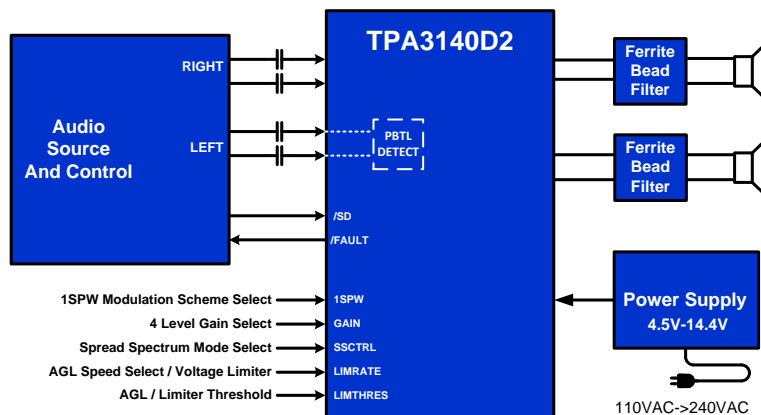 TPA3140D2
RIGHT
LEFT
Audio
Source
And Control
PBTL
DETECT
/SD
/FAULT
Ferrite
Bead
Filter
Ferrite
Bead
Filter
1SPW Modulation Scheme Select
1SPW
4 Level Gain Select
GAIN
Spread Spectrum Mode Select
SSCTRL
AGL Speed Select / Voltage Limiter
LIMRATE
AGL / Limiter Threshold
LIMTHRES
Power Supply
4.5V-14.4V
110VAC->240VAC